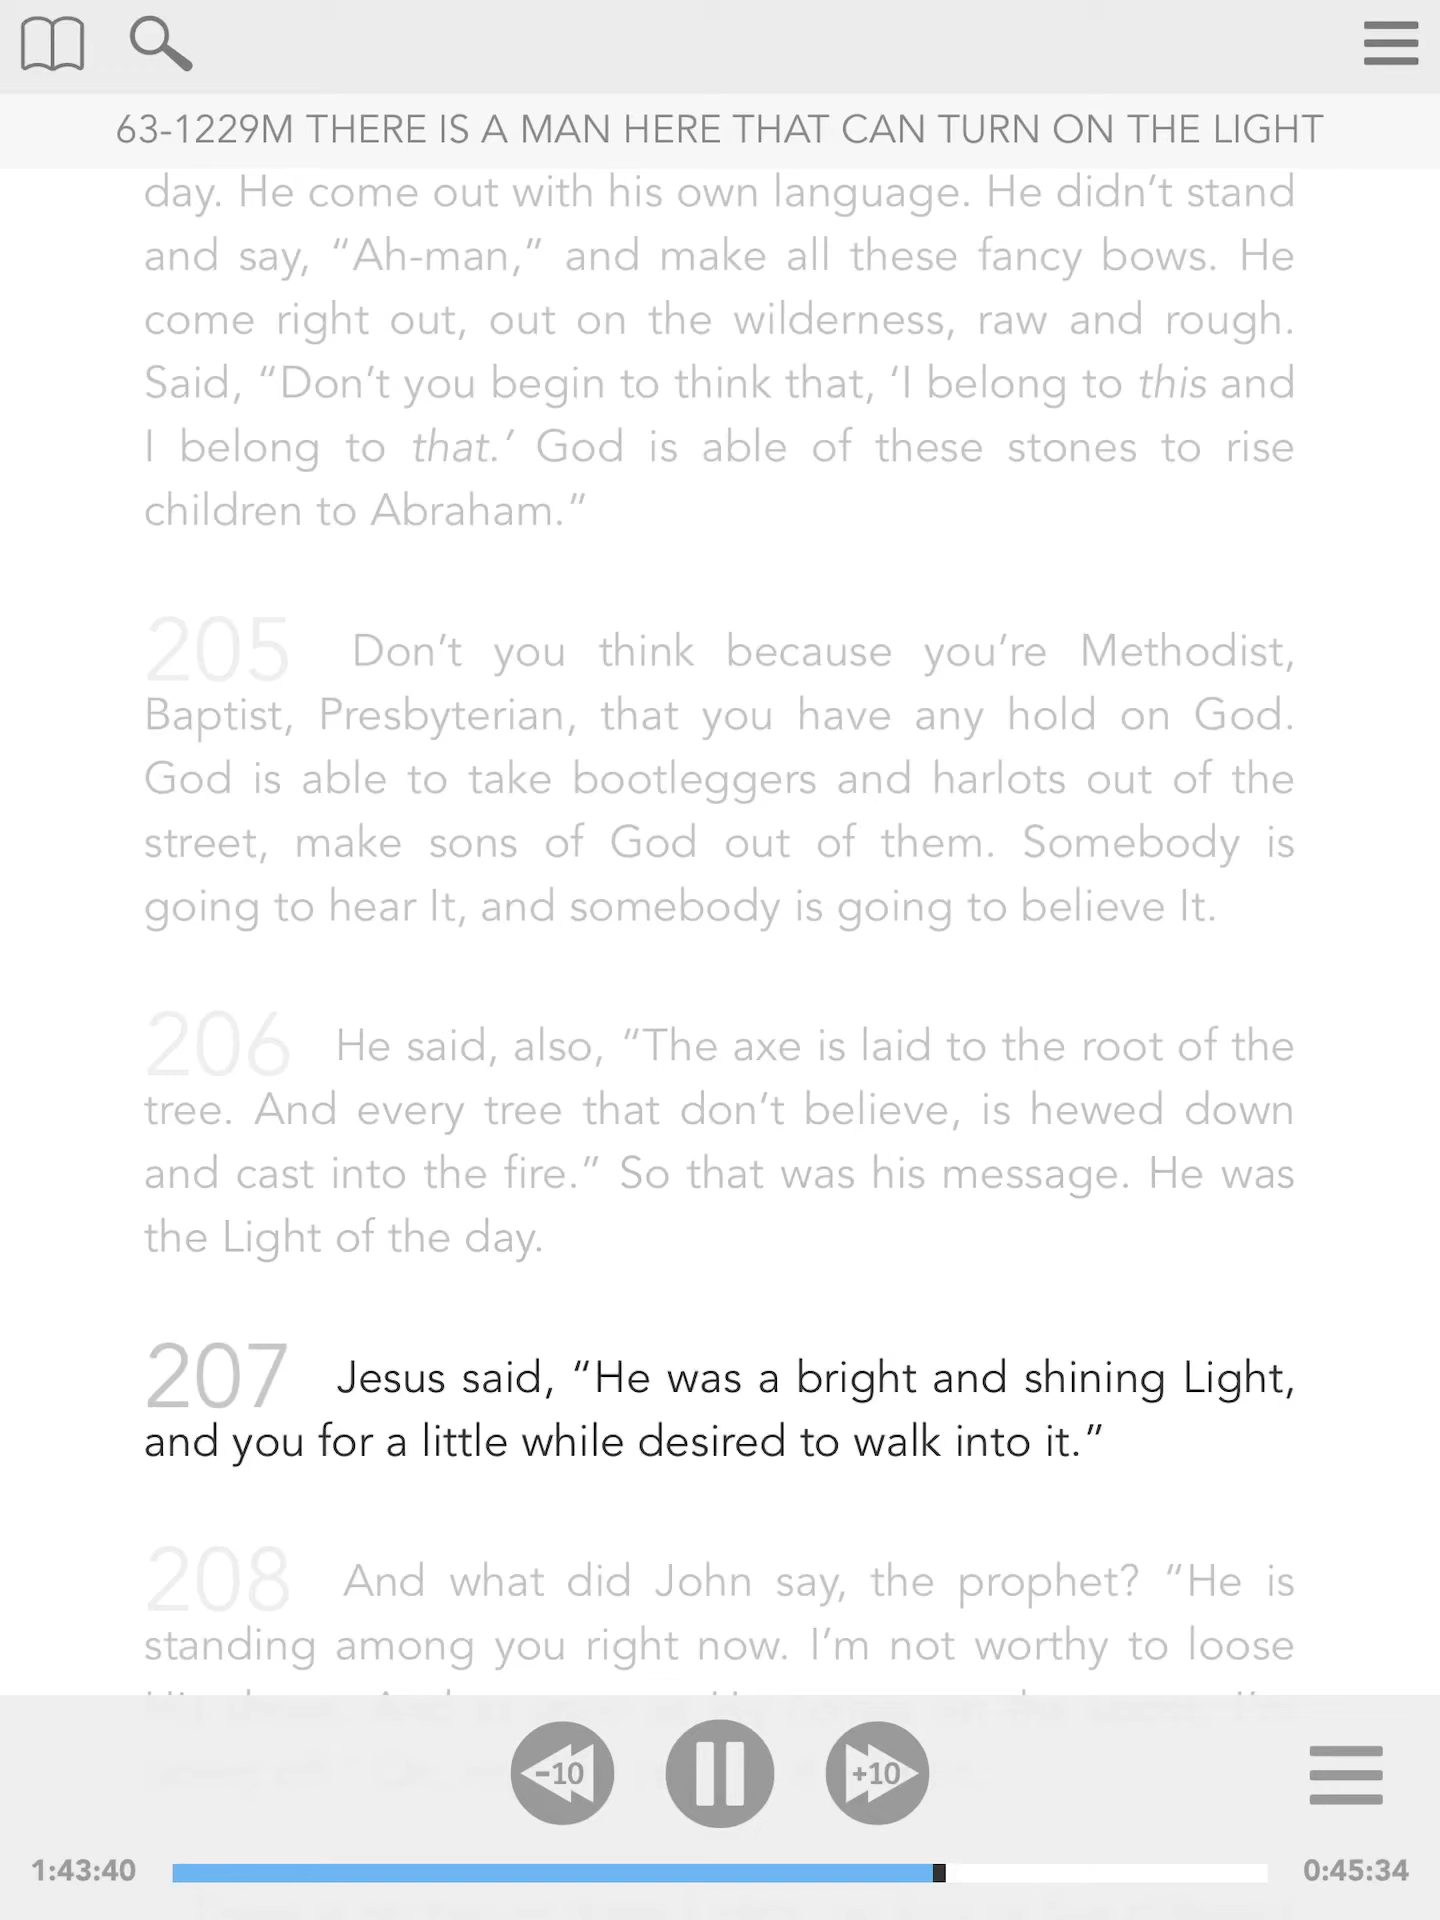 63-1229M THERE IS A MAN HERE THAT CAN TURN ON THE LIGHT
day. He come out with his own language. He didn’t stand
and say, “Ah-man,” and make all these fancy bows. He
come right out, out on the wilderness, raw and rough.
Said, “Don’t you begin to think that, ‘I belong to this and
I belong to that.’ God is able of these stones to rise
children to Abraham.”
205 Don’t you think because you’re Methodist,
Baptist, Presbyterian, that you have any hold on God.
God is able to take bootleggers and harlots out of the
street, make sons of God out of them. Somebody is
going to hear It, and somebody is going to believe It.
206 He said, also, “The axe is laid to the root of the
tree. And every tree that don’t believe, is hewed down
and cast into the fire.” So that was his message. He was
the Light of the day.
207 Jesus said, “He was a bright and shining Light,
and you for a little while desired to walk into it.”
208 And what did John say, the prophet? “He is
standing among you right now. I’m not worthy to loose
-10 +10
1:43:40 0:45:34